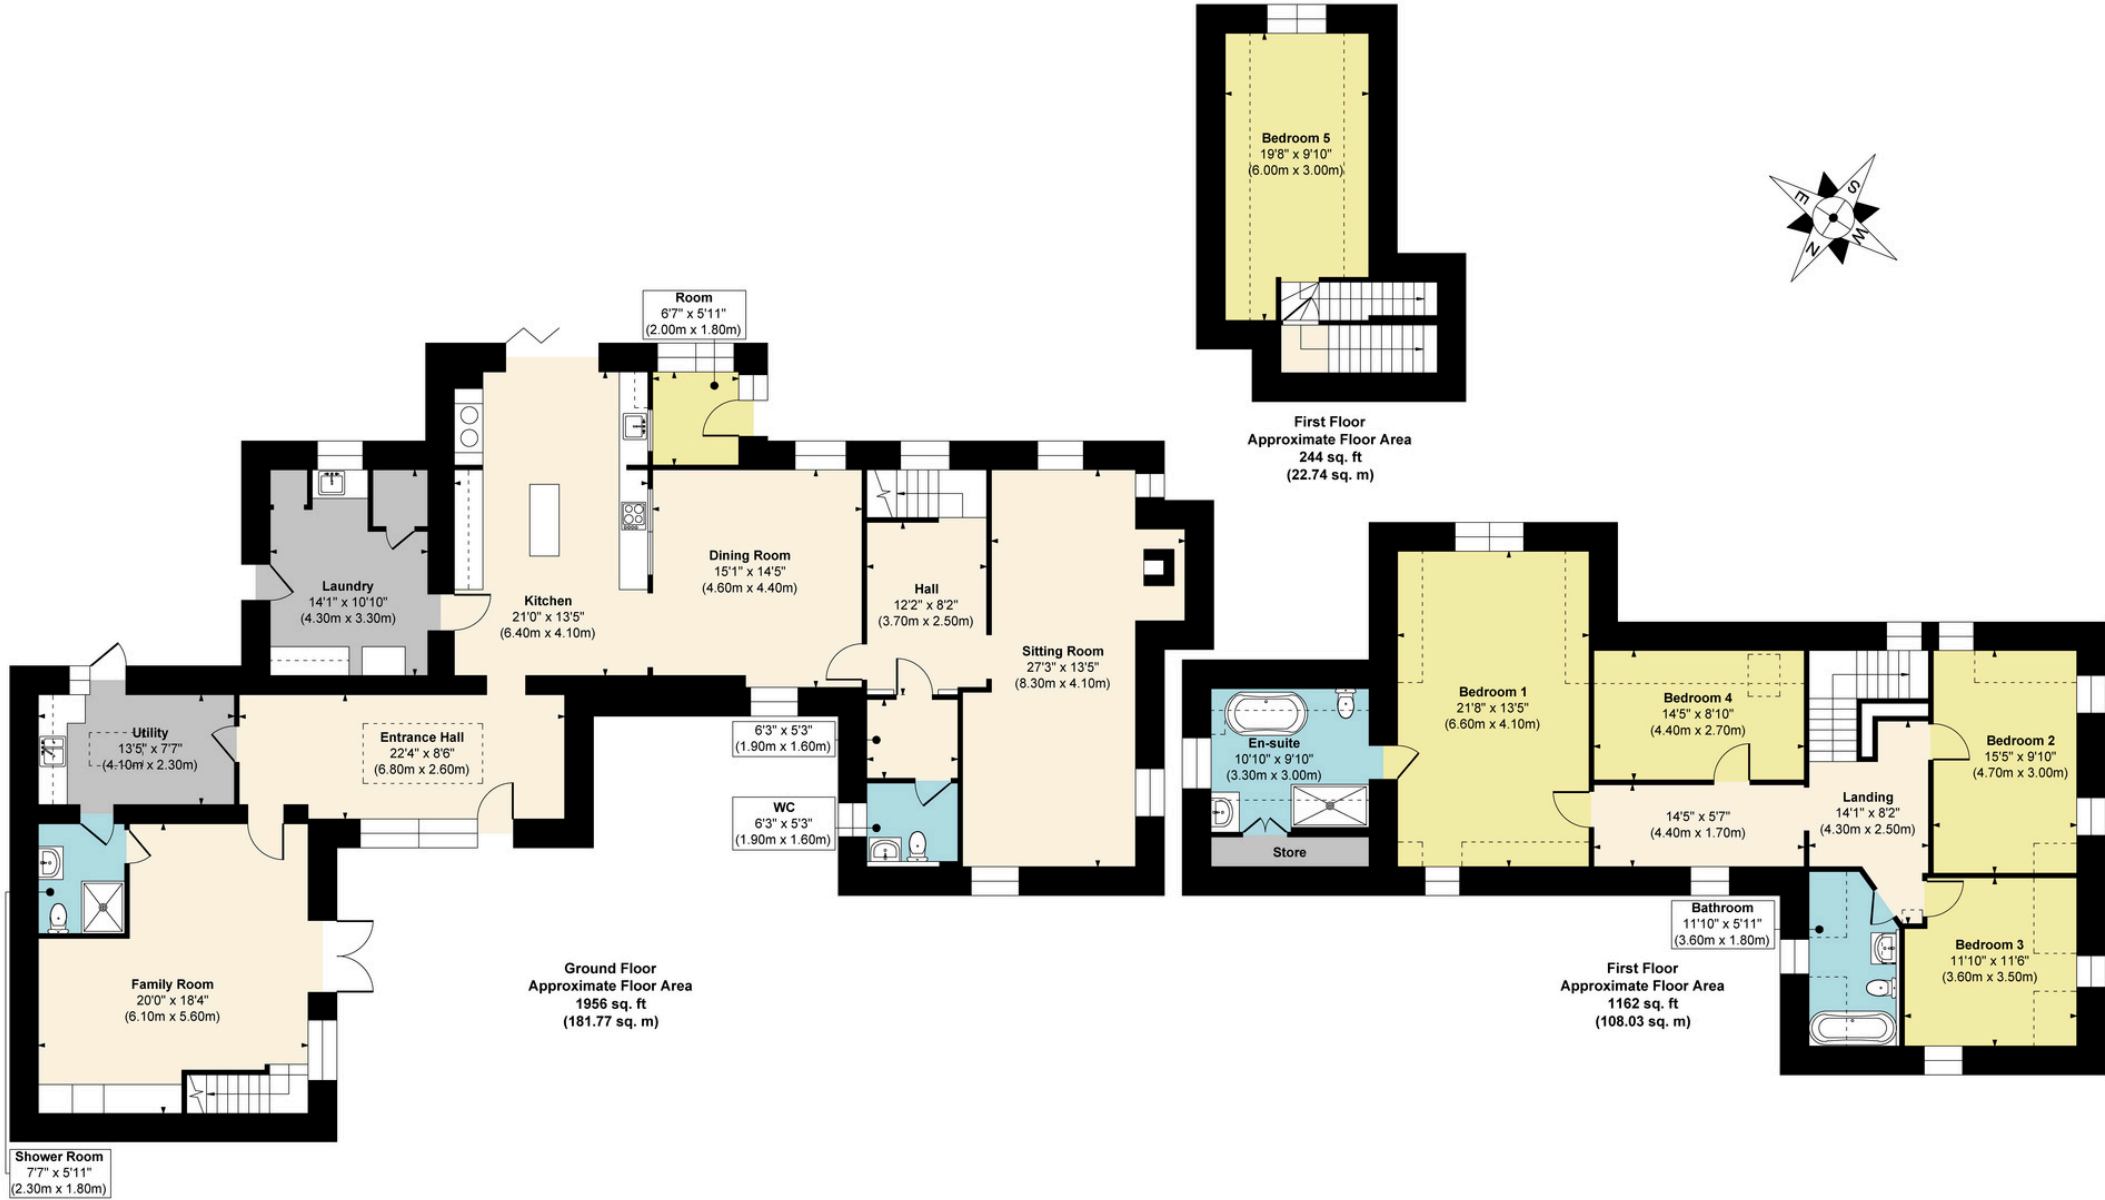 Bedroom 5
19'8" x 9'10"
(6.00m x 3.00m)
S
E
W
N
First Floor
Approximate Floor Area
244 sq. ft
(22.74 sq. m)
Room
6'7" x 5'11"
(2.00m x 1.80m)
Laundry
14'1" x 10'10"
(4.30m x 3.30m)
Kitchen
21'0" x 13'5"
(6.40m x 4.10m)
Dining Room
15'1" x 14'5"
(4.60m x 4.40m)
Hall
12'2" x 8'2"
(3.70m x 2.50m)
Sitting Room
27'3" x 13'5"
(8.30m x 4.10m)
Utility
13'5" x 7'7"
(4.10m x 2.30m)
Entrance Hall
22'4" x 8'6"
(6.80m x 2.60m)
6'3" x 5'3"
(1.90m x 1.60m)
WC
6'3" x 5'3"
(1.90m x 1.60m)
Family Room
20'0" x 18'4"
(6.10m x 5.60m)
Shower Room
7'7" x 5'11"
(2.30m x 1.80m)
Ground Floor
Approximate Floor Area
1956 sq. ft
(181.77 sq. m)
En-suite
10'10" x 9'10"
(3.30m x 3.00m)
Store
Bedroom 1
21'8" x 13'5"
(6.60m x 4.10m)
Bedroom 4
14'5" x 8'10"
(4.40m x 2.70m)
14'5" x 5'7"
(4.40m x 1.70m)
Landing
14'1" x 8'2"
(4.30m x 2.50m)
Bedroom 2
15'5" x 9'10"
(4.70m x 3.00m)
Bathroom
11'10" x 5'11"
(3.60m x 1.80m)
Bedroom 3
11'10" x 11'6"
(3.60m x 3.50m)
First Floor
Approximate Floor Area
1162 sq. ft
(108.03 sq. m)